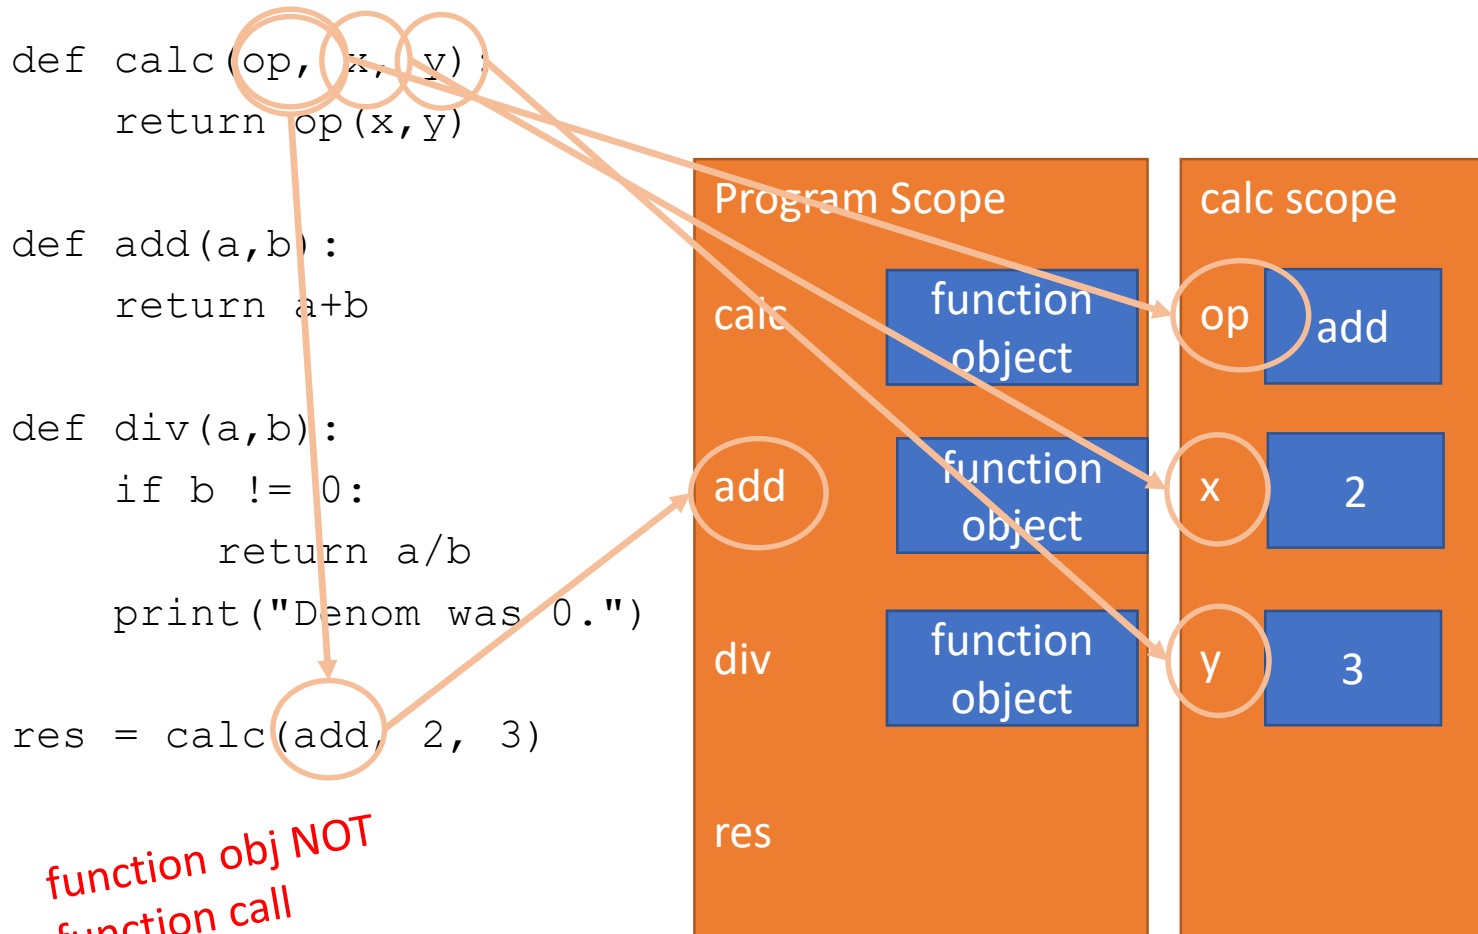 def calc(op, x, y):
    return op(x,y)
def add(a,b):
    return a+b
def div(a,b):
    if b != 0:
        return a/b
    print("Denom was 0.")
res = calc(add, 2, 3)
function obj NOT
function call
Program Scope
calc
function
object
add
function
object
div
function
object
res
calc scope
op
add
x
2
y
3